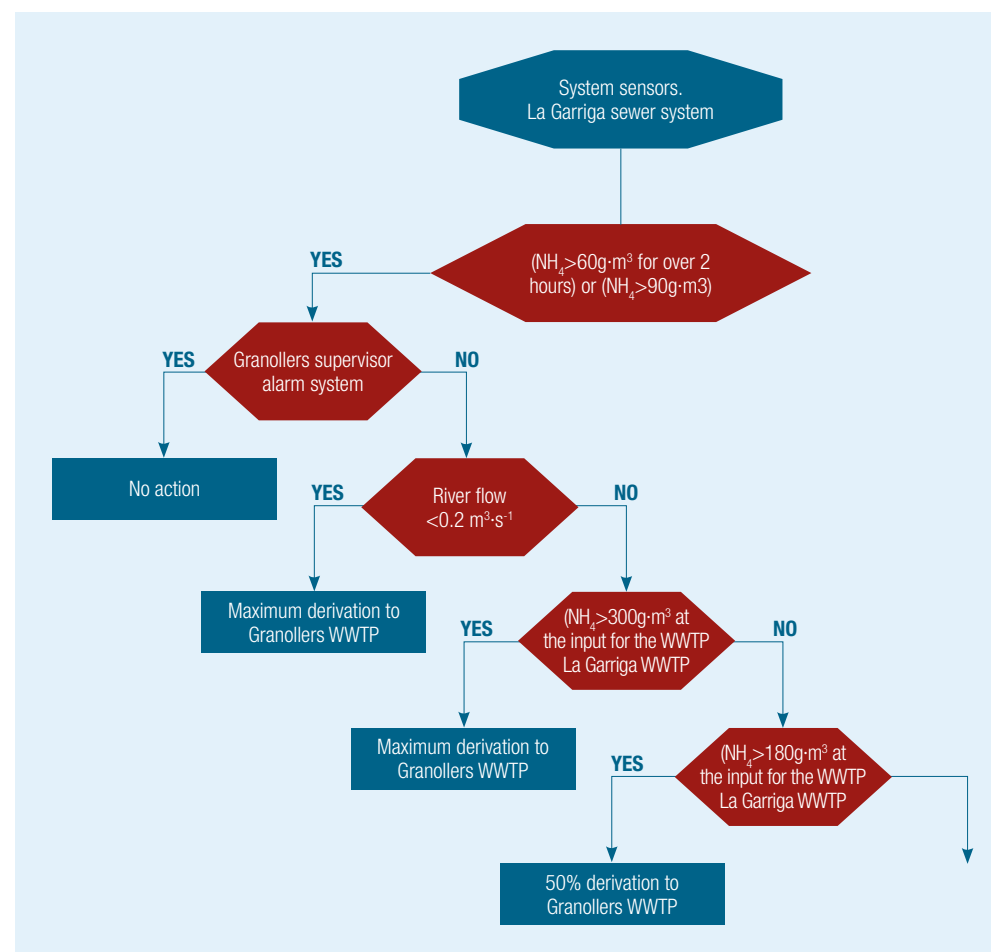 System sensors.
La Garriga sewer system
YES
(NH₄>60g·m³ for over 2
hours) or (NH₄>90g·m3)
YES
Granollers supervisor
alarm system
NO
No action
YES
River flow
<0.2 m³·s⁻¹
NO
Maximum derivation to
Granollers WWTP
YES
(NH₄>300g·m³ at
the input for the WWTP
La Garriga WWTP
NO
Maximum derivation to
Granollers WWTP
YES
(NH₄>180g·m³ at
the input for the WWTP
La Garriga WWTP
50% derivation to
Granollers WWTP